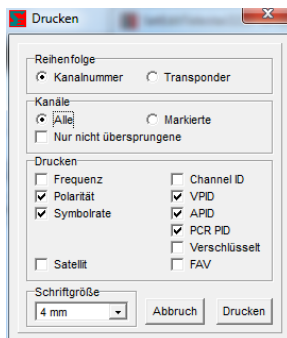 Drucken
Reihenfolge
Kanalnummer Transponder
Kanäle
Alle Markierte
Nur nicht übersprungene
Drucken
Frequenz Channel ID
Polarität VPID
Symbolrate APID
PCR PID
Verschlüsselt
Satellit FAV
Schriftgröße
4 mm Abbruch Drucken